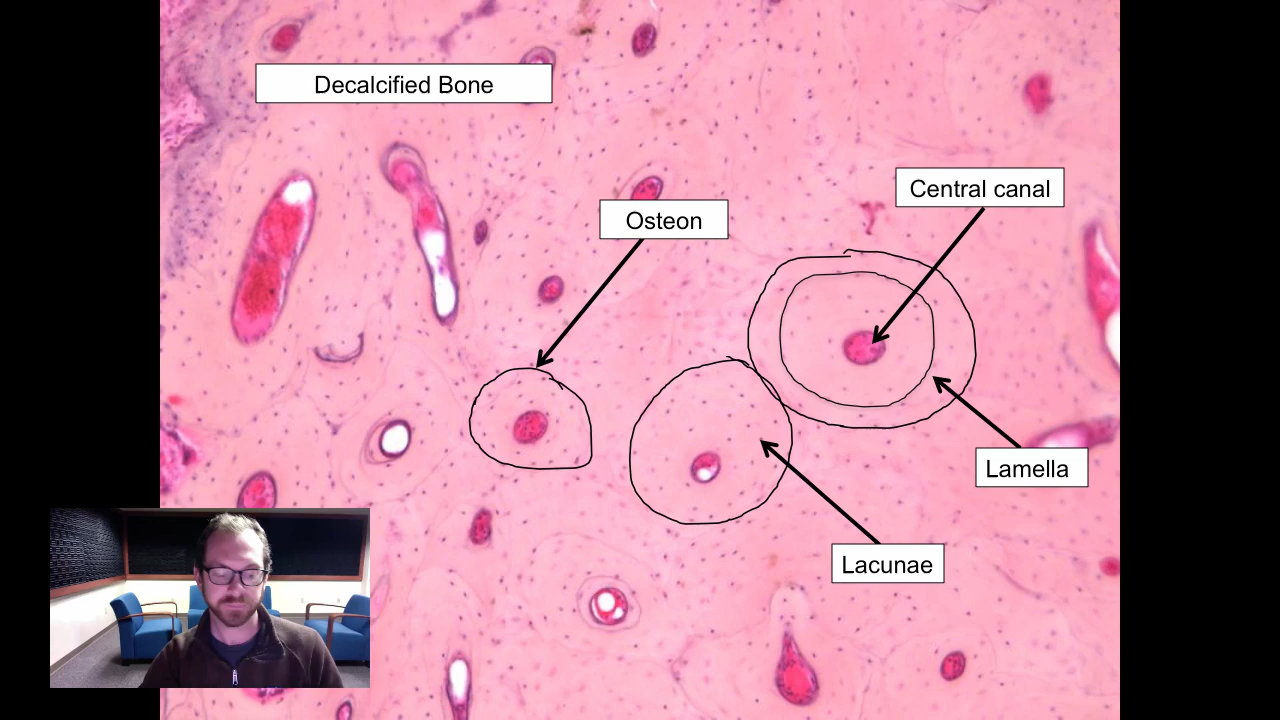 Decalcified Bone
Central canal
Osteon
Lamella
Lacunae